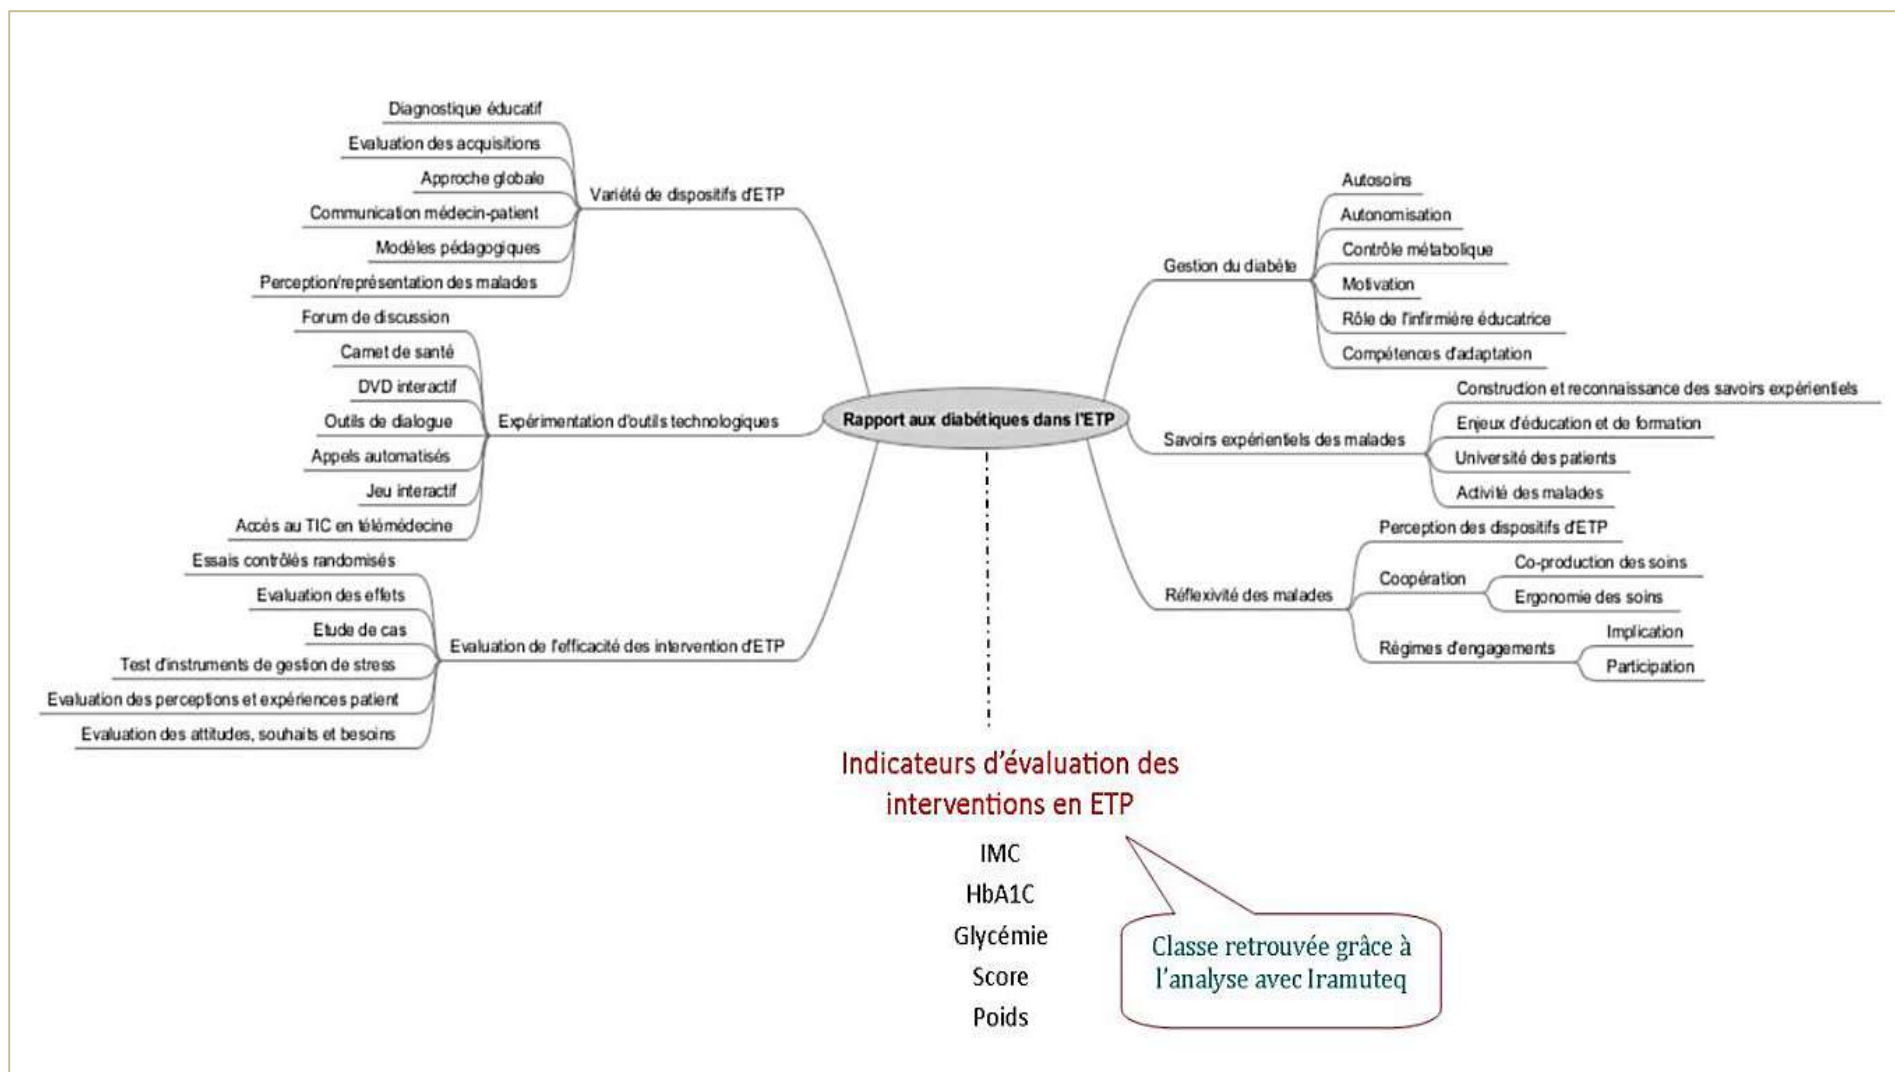 Diagnostique éducatif
Evaluation des acquisitions
Approche globale
Communication médecin-patient
Modèles pédagogiques
Perception/représentation des malades
Variété de dispositifs d'ETP
Forum de discussion
Carnet de santé
DVD interactif
Outils de dialogue
Appels automatisés
Jeu interactif
Accès au TIC en télémédecine
Expérimentation d'outils technologiques
Essais contrôlés randomisés
Evaluation des effets
Etude de cas
Test d'instruments de gestion de stress
Evaluation des perceptions et expériences patient
Evaluation des attitudes, souhaits et besoins
Evaluation de l'efficacité des intervention d'ETP
Rapport aux diabétiques dans l'ETP
Gestion du diabète
Autosoins
Autonomisation
Contrôle métabolique
Motivation
Rôle de l'infirmière éducatrice
Compétences d'adaptation
Savoirs expérientiels des malades
Construction et reconnaissance des savoirs expérientiels
Enjeux d'éducation et de formation
Université des patients
Activité des malades
Réflexivité des malades
Perception des dispositifs d'ETP
Coopération
Co-production des soins
Ergonomie des soins
Régimes d'engagements
Implication
Participation
Indicateurs d'évaluation des
interventions en ETP
IMC
HbA1C
Glycémie
Score
Poids
Classe retrouvée grâce à
l'analyse avec Iramuteq